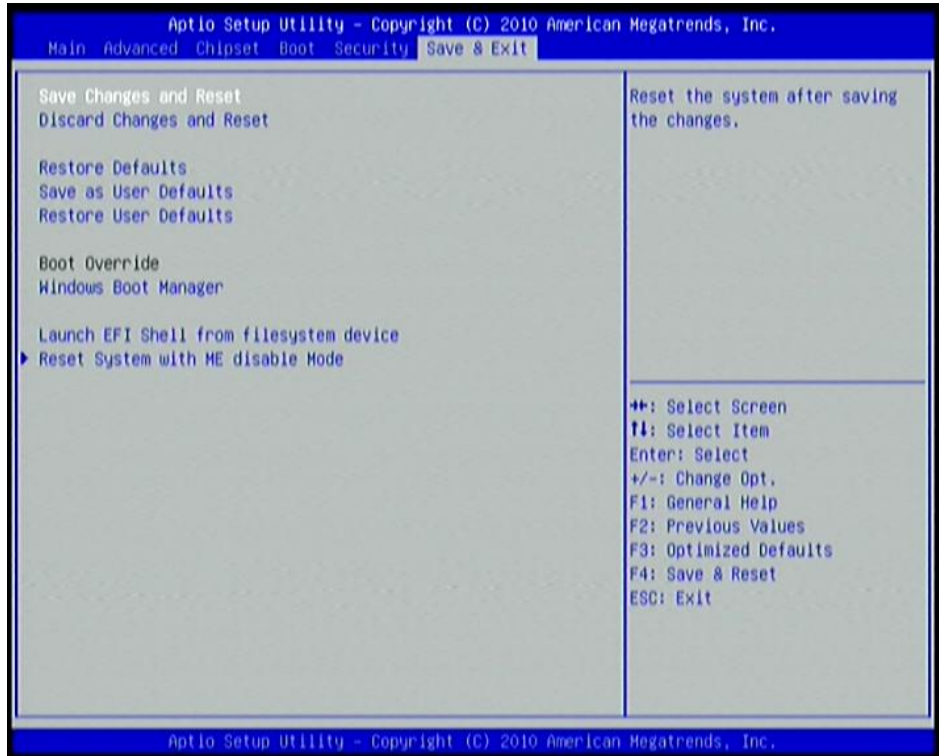 Aptio Setup Utility - Copyright (C) 2010 American Megatrends, Inc.
Main Advanced Chipset Boot Security Save & Exit
Save Changes and Reset
Discard Changes and Reset
Restore Defaults
Save as User Defaults
Restore User Defaults
Boot Override
Windows Boot Manager
Launch EFI Shell from filesystem device
Reset System with ME disable Mode
Reset the system after saving
the changes.
→←: Select Screen
↑↓: Select Item
Enter: Select
+/-: Change Opt.
F1: General Help
F2: Previous Values
F3: Optimized Defaults
F4: Save & Reset
ESC: Exit
Aptio Setup Utility - Copyright (C) 2010 American Megatrends, Inc.